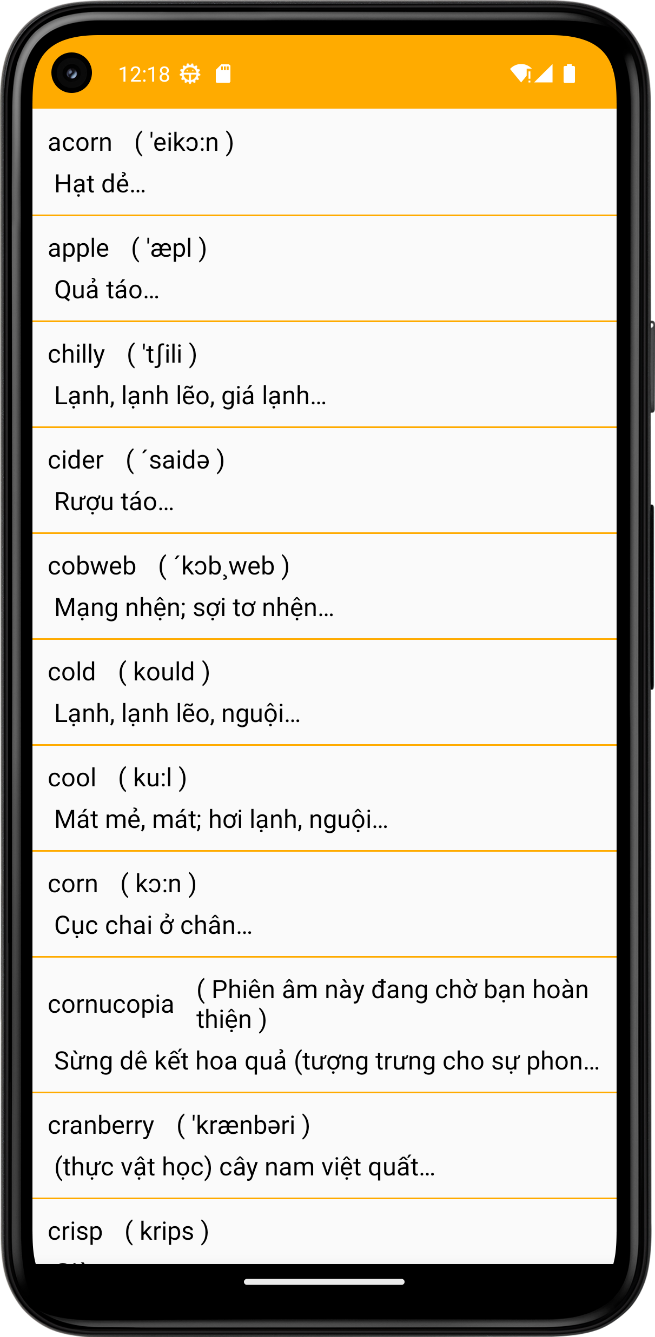 12:18
acorn ( 'eikɔ:n )
Hạt dẻ...
apple ( 'æpl )
Quả táo...
chilly ( 't∫ili )
Lạnh, lạnh lẽo, giá lạnh...
cider ( ´saidə )
Rượu táo...
cobweb ( ´kɔb¸web )
Mạng nhện; sợi tơ nhện...
cold ( kould )
Lạnh, lạnh lẽo, nguội...
cool ( ku:l )
Mát mẻ, mát; hơi lạnh, nguội...
corn ( kɔ:n )
Cục chai ở chân...
cornucopia ( Phiên âm này đang chờ bạn hoàn
thiện )
Sừng dê kết hoa quả (tượng trưng cho sự phon...
cranberry ( 'krænbəri )
(thực vật học) cây nam việt quất...
crisp ( krips )